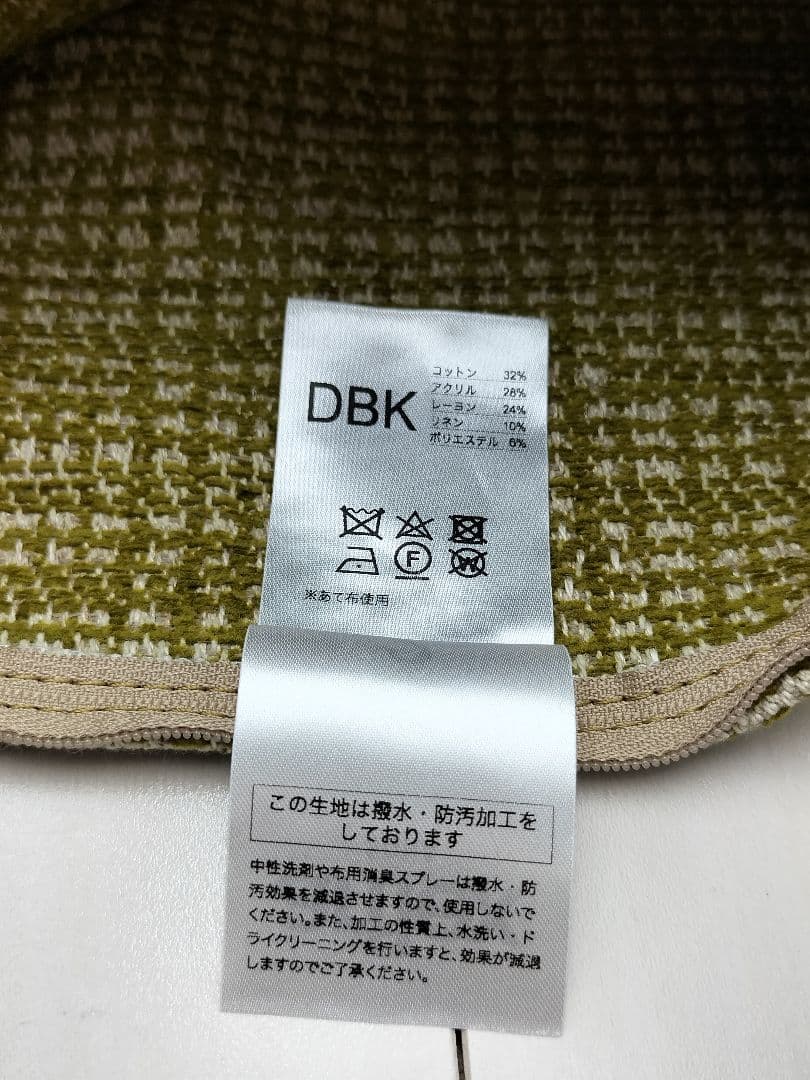 DBK
コットン 32%
アクリル 28%
レーヨン 24%
リネン 10%
ポリエステル 6%
F
W
※あて布使用
この生地は撥水・防汚加工を
しております
中性洗剤や布用消臭スプレーは撥水・防
汚効果を減退させますので、使用しないで
ください。また、加工の性質上、水洗い・ド
ライクリーニングを行いますと、効果が減退
しますのでご了承ください。